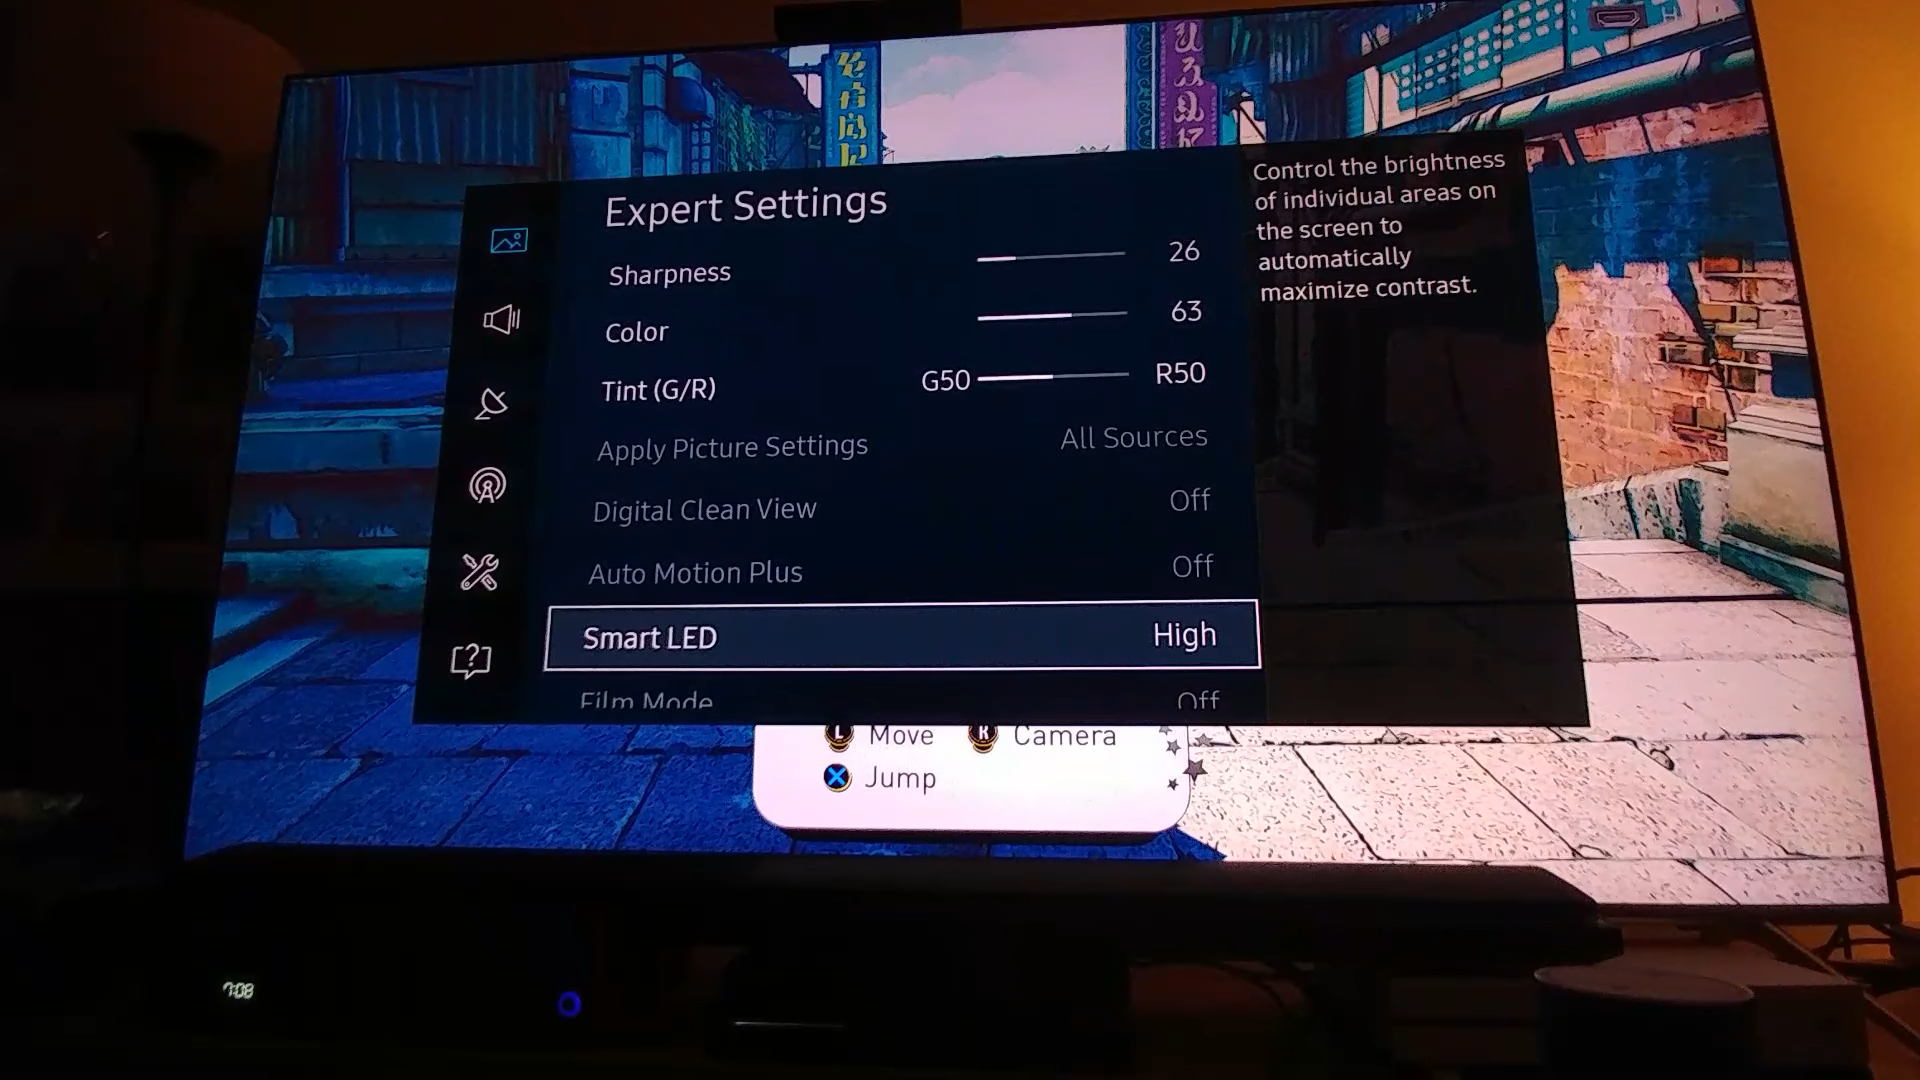 Expert Settings
Sharpness 26
Color 63
Tint (G/R) G50 R50
Apply Picture Settings All Sources
Digital Clean View Off
Auto Motion Plus Off
Smart LED High
Film Mode Off
Control the brightness
of individual areas on
the screen to
automatically
maximize contrast.
L Move R Camera
Jump
7:08